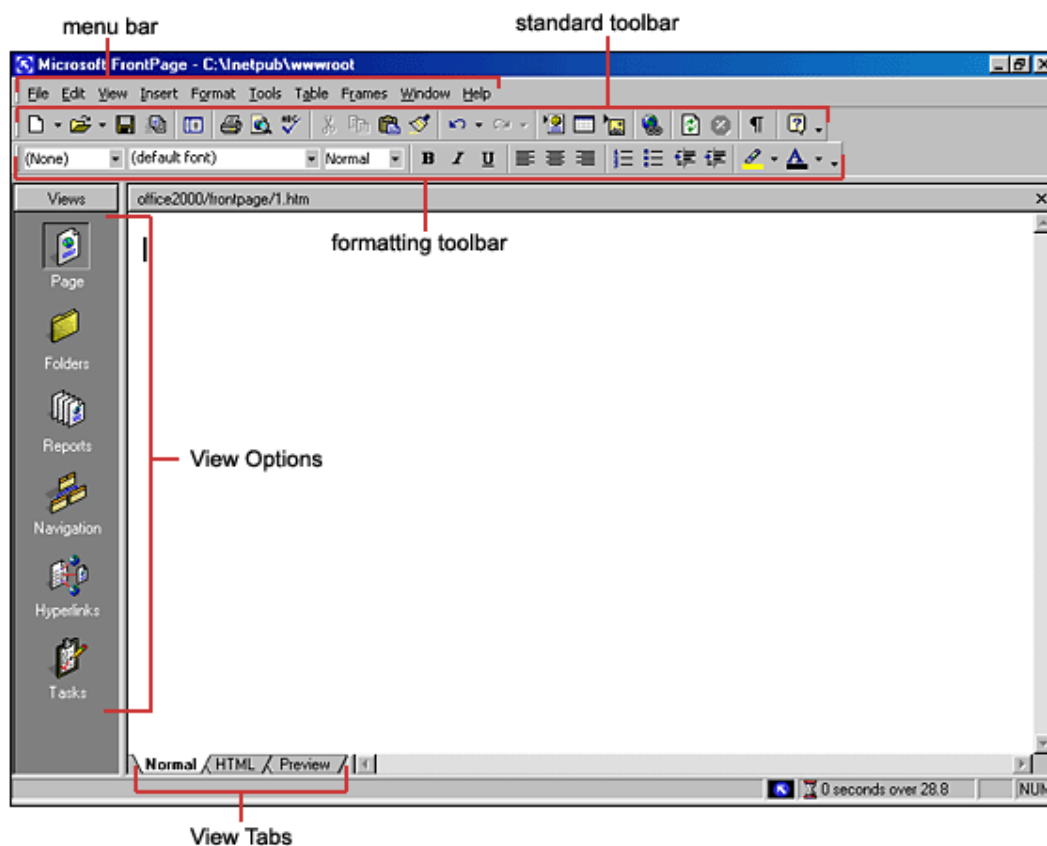 menu bar
standard toolbar
Microsoft FrontPage - C:\Inetpub\wwwroot
File Edit View Insert Format Tools Table Frames Window Help
(None) (default font) Normal B I U A
Views office2000/frontpage/1.htm
formatting toolbar
Page
Folders
Reports
View Options
Navigation
Hyperlinks
Tasks
Normal HTML Preview
0 seconds over 28.8 NUM
View Tabs